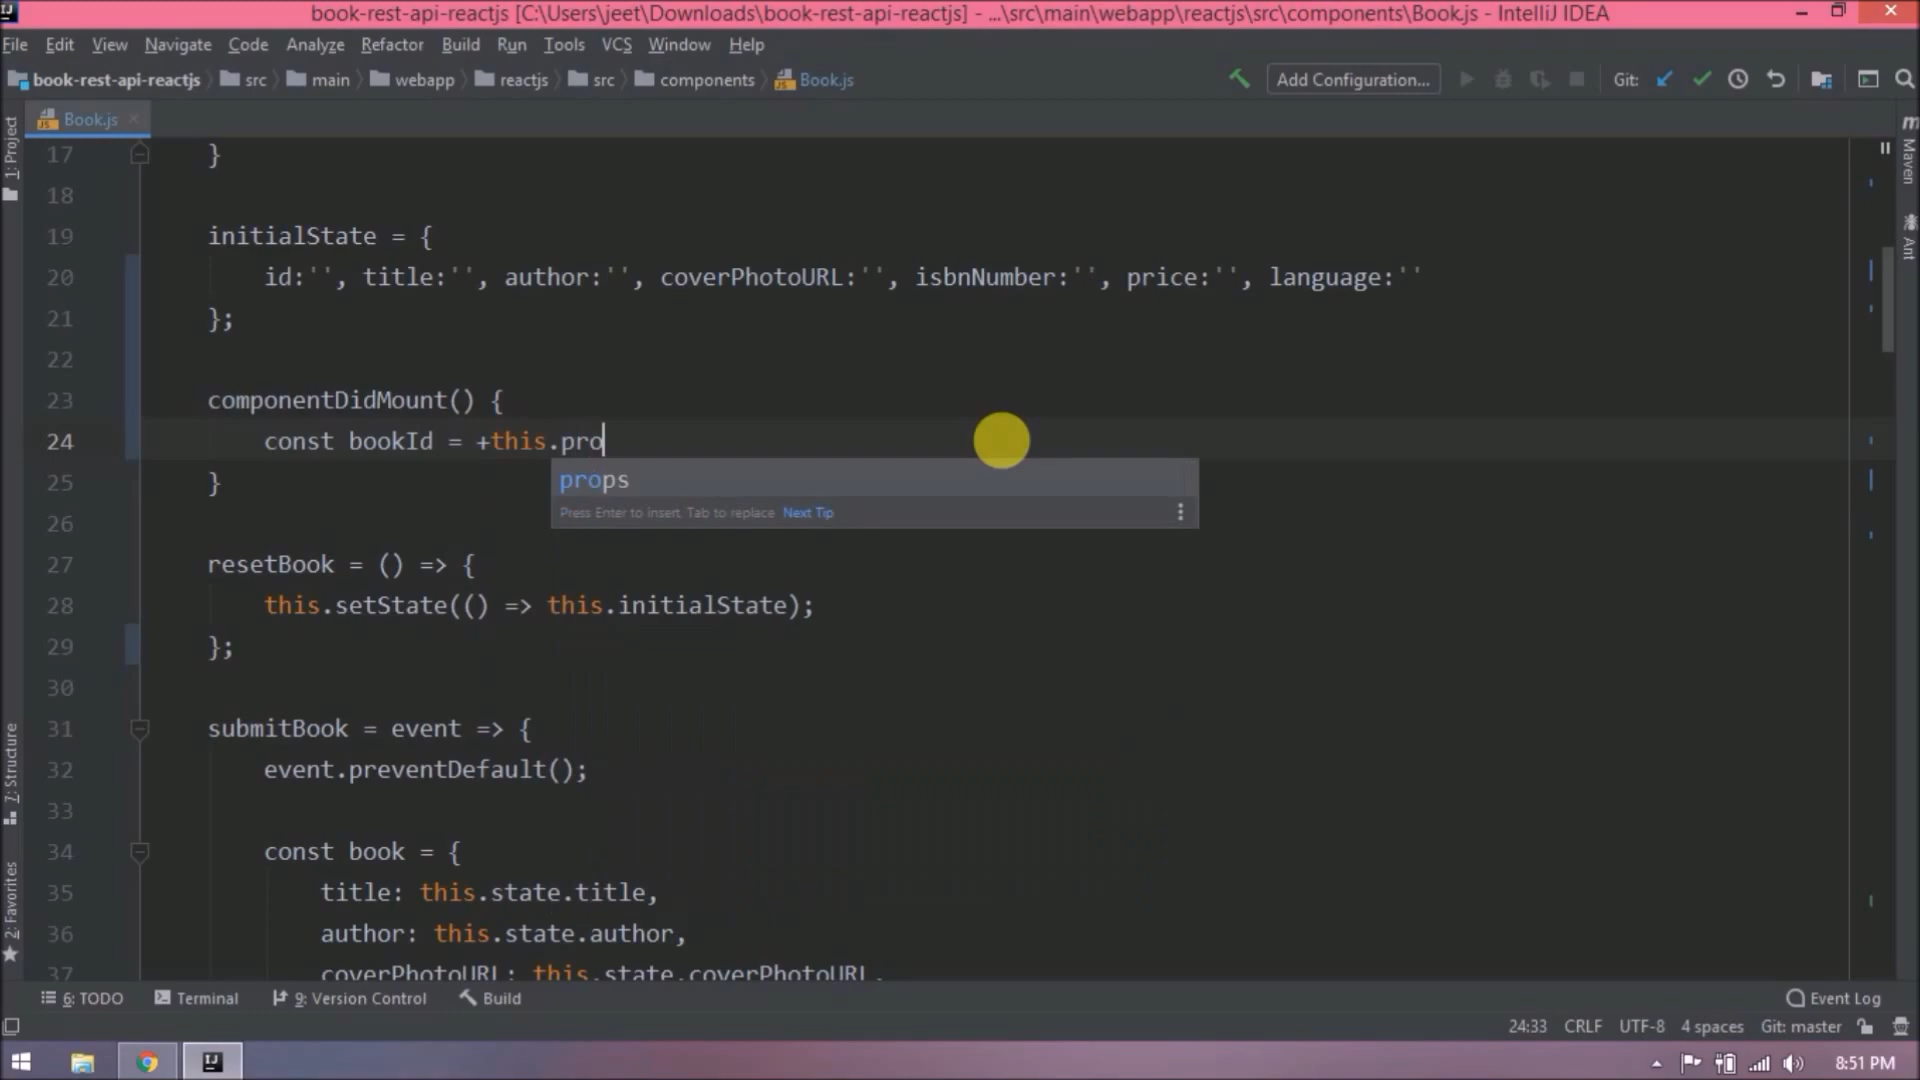 book-rest-api-reactjs [C:\Users\jeet\Downloads\book-rest-api-reactjs] - ...\src\main\webapp\reactjs\src\components\Book.js - IntelliJ IDEA
File Edit View Navigate Code Analyze Refactor Build Run Tools VCS Window Help
book-rest-api-reactjs src main webapp reactjs src components Book.js Add Configuration... Git:
Book.js
1: Project
Maven
Ant
7: Structure
2: Favorites
17 }
18
19 initialState = {
20 id:'', title:'', author:'', coverPhotoURL:'', isbnNumber:'', price:'', language:''
21 };
22
23 componentDidMount() {
24 const bookId = +this.pro
props
25 }
Press Enter to insert, Tab to replace Next Tip
26
27 resetBook = () => {
28 this.setState(() => this.initialState);
29 };
30
31 submitBook = event => {
32 event.preventDefault();
33
34 const book = {
35 title: this.state.title,
36 author: this.state.author,
37 coverPhotoURL: this.state.coverPhotoURL,
6: TODO Terminal 9: Version Control Build Event Log
24:33 CRLF UTF-8 4 spaces Git: master
8:51 PM